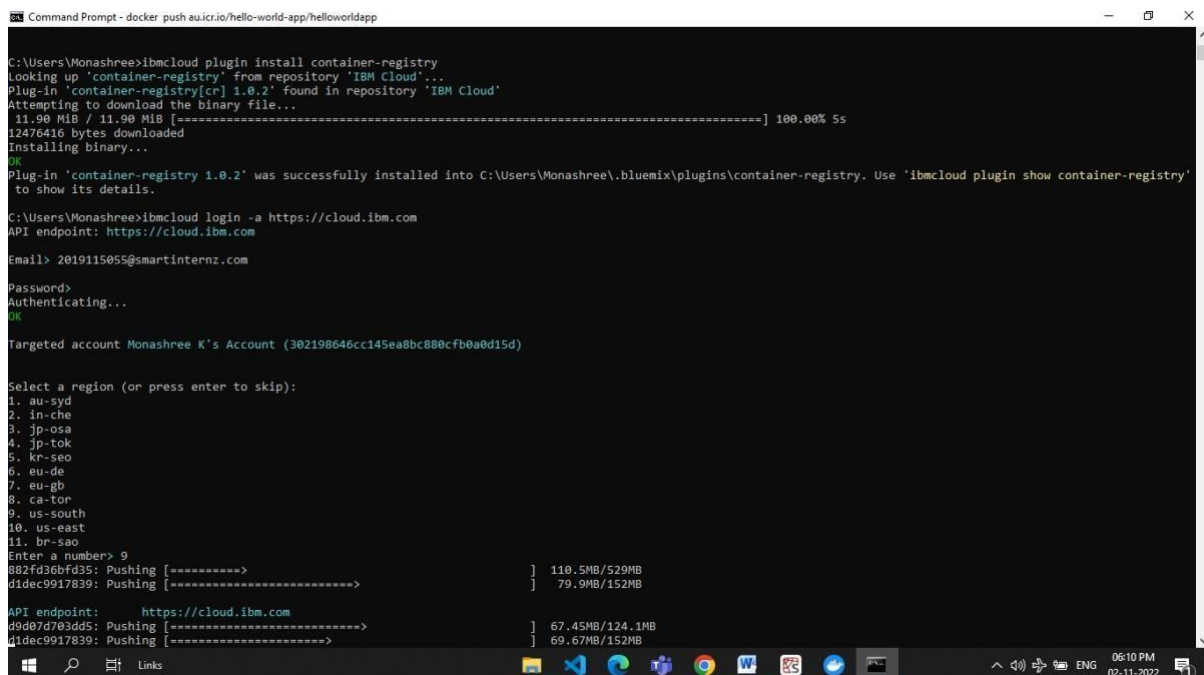 Command Prompt - docker push au.icr.io/hello-world-app/helloworldapp
C:\Users\Monashree>ibmcloud plugin install container-registry
Looking up 'container-registry' from repository 'IBM Cloud'...
Plug-in 'container-registry[cr] 1.0.2' found in repository 'IBM Cloud'
Attempting to download the binary file...
11.90 MiB / 11.90 MiB [===================================================================================] 100.00% 5s
12476416 bytes downloaded
Installing binary...
OK
Plug-in 'container-registry 1.0.2' was successfully installed into C:\Users\Monashree\.bluemix\plugins\container-registry. Use 'ibmcloud plugin show container-registry'
to show its details.
C:\Users\Monashree>ibmcloud login -a https://cloud.ibm.com
API endpoint: https://cloud.ibm.com
Email> 2019115055@smartinternz.com
Password>
Authenticating...
OK
Targeted account Monashree K's Account (302198646cc145ea8bc880cfb0a0d15d)
Select a region (or press enter to skip):
1. au-syd
2. in-che
3. jp-osa
4. jp-tok
5. kr-seo
6. eu-de
7. eu-gb
8. ca-tor
9. us-south
10. us-east
11. br-sao
Enter a number> 9
882fd36bfd35: Pushing [==========>                                        ] 110.5MB/529MB
d1dec9917839: Pushing [==========================>                        ] 79.9MB/152MB
API endpoint: https://cloud.ibm.com
d9d07d703dd5: Pushing [===========================>                       ] 67.45MB/124.1MB
d1dec9917839: Pushing [======================>                            ] 69.67MB/152MB
Links
ENG
06:10 PM
02-11-2022